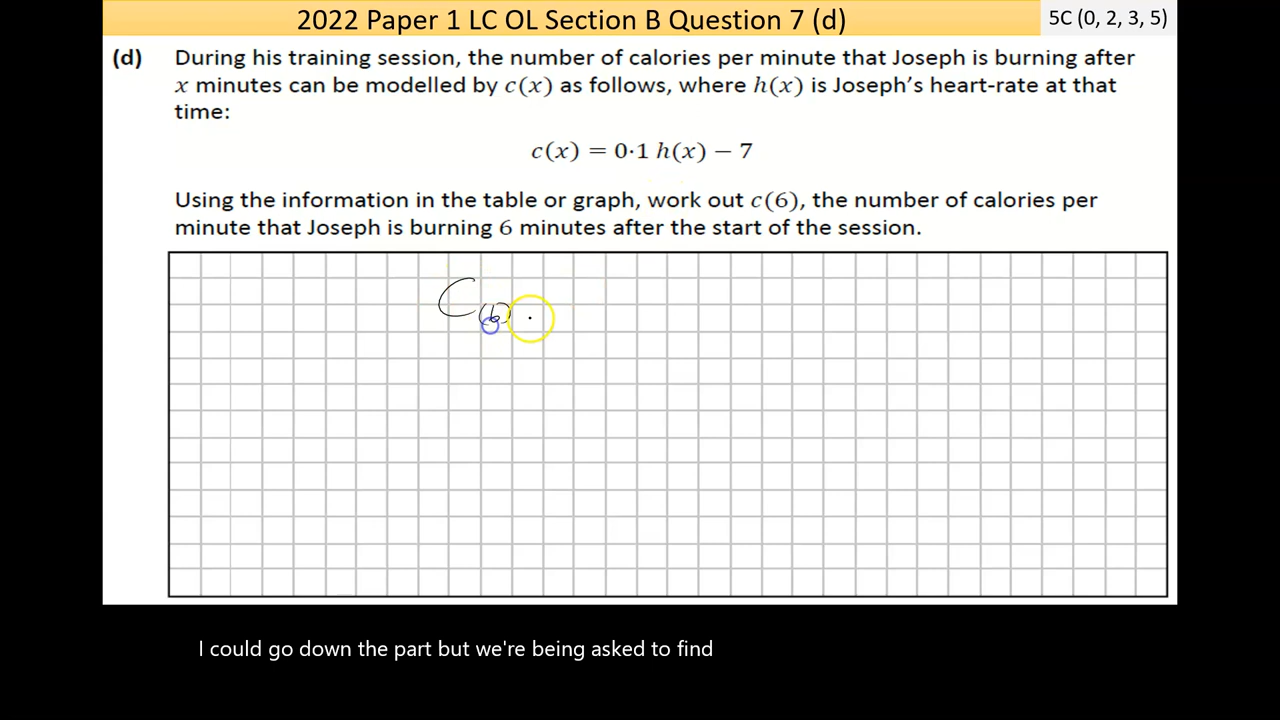 2022 Paper 1 LC OL Section B Question 7 (d)
5C (0, 2, 3, 5)
(d) During his training session, the number of calories per minute that Joseph is burning after
x minutes can be modelled by c(x) as follows, where h(x) is Joseph's heart-rate at that
time:
c(x) = 0·1 h(x) − 7
Using the information in the table or graph, work out c(6), the number of calories per
minute that Joseph is burning 6 minutes after the start of the session.
C(6)
I could go down the part but we're being asked to find